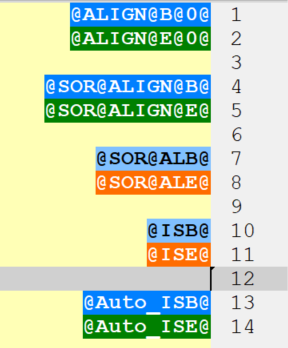 @ALIGN@B@0@ 1
@ALIGN@E@0@ 2
3
@SOR@ALIGN@B@ 4
@SOR@ALIGN@E@ 5
6
@SOR@ALB@ 7
@SOR@ALE@ 8
9
@ISB@ 10
@ISE@ 11
12
@Auto_ISB@ 13
@Auto_ISE@ 14